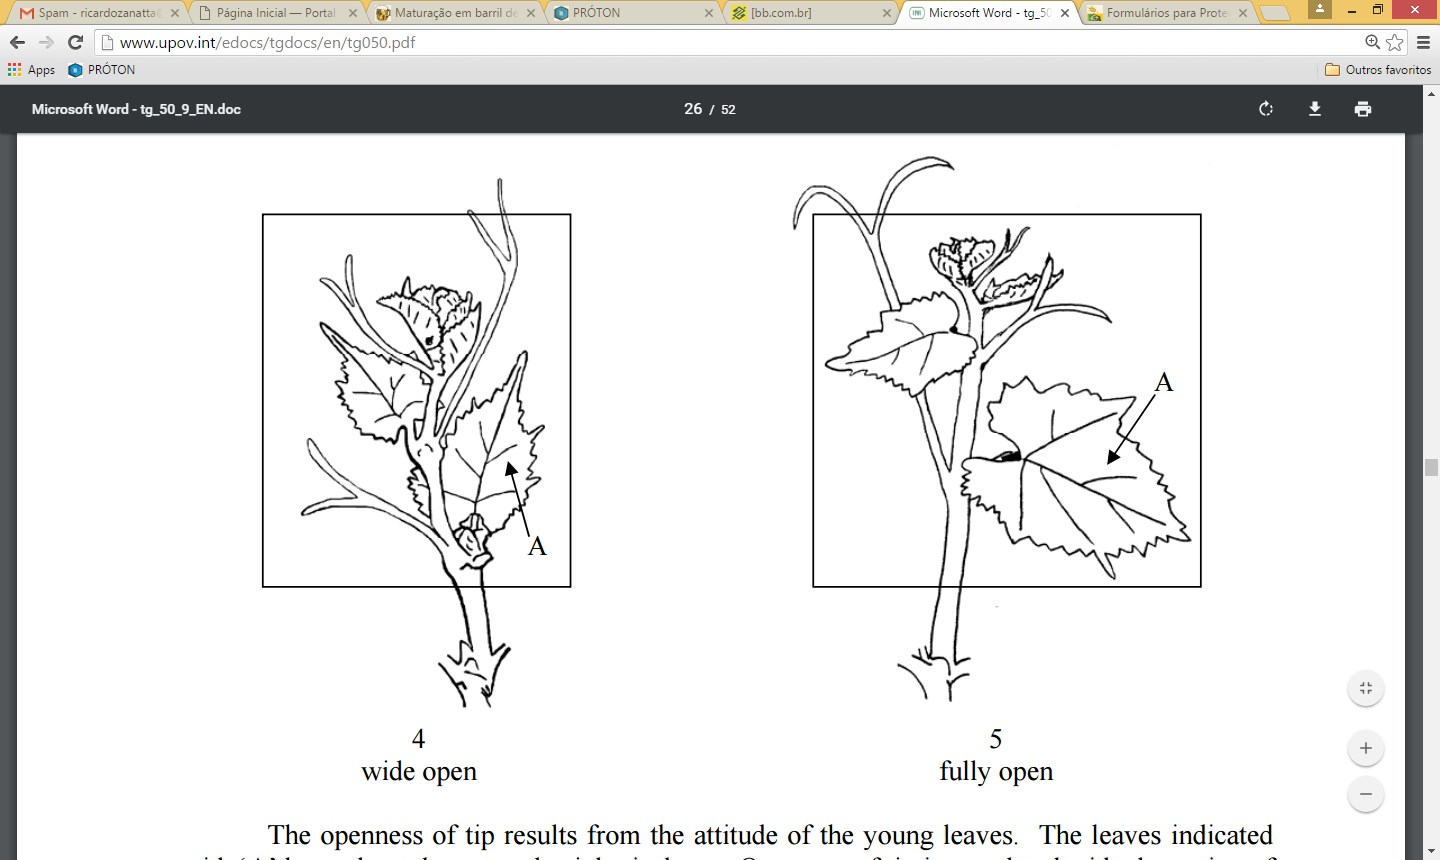 Spam - ricardozanatta
Página Inicial — Portal
Maturação em barril de
PRÓTON
[bb.com.br]
Microsoft Word - tg_50
Formulários para Prote
www.upov.int/edocs/tgdocs/en/tg050.pdf
Apps
PRÓTON
Outros favoritos
Microsoft Word - tg_50_9_EN.doc
26 / 52
A
A
4
wide open
5
fully open
The openness of tip results from the attitude of the young leaves. The leaves indicated